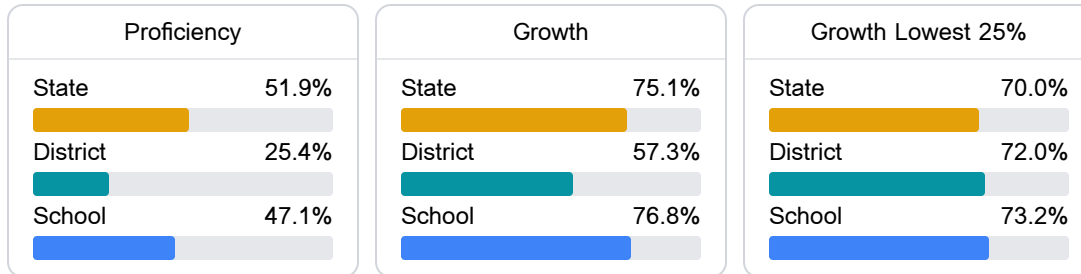 Proficiency
State 51.9%
District 25.4%
School 47.1%
Growth
State 75.1%
District 57.3%
School 76.8%
Growth Lowest 25%
State 70.0%
District 72.0%
School 73.2%